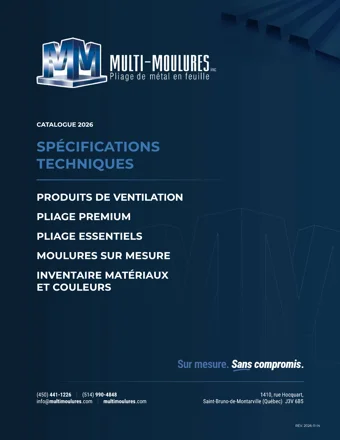 MM
MULTI-MOULURES INC.
Pliage de métal en feuille
CATALOGUE 2026
SPÉCIFICATIONS
TECHNIQUES
PRODUITS DE VENTILATION
PLIAGE PREMIUM
PLIAGE ESSENTIELS
MOULURES SUR MESURE
INVENTAIRE MATÉRIAUX
ET COULEURS
Sur mesure. Sans compromis.
(450) 441-1226 | (514) 990-4848
info@multimoulures.com | multimoulures.com
1410, rue Hocquart,
Saint-Bruno-de-Montarville (Québec) J3V 6B5